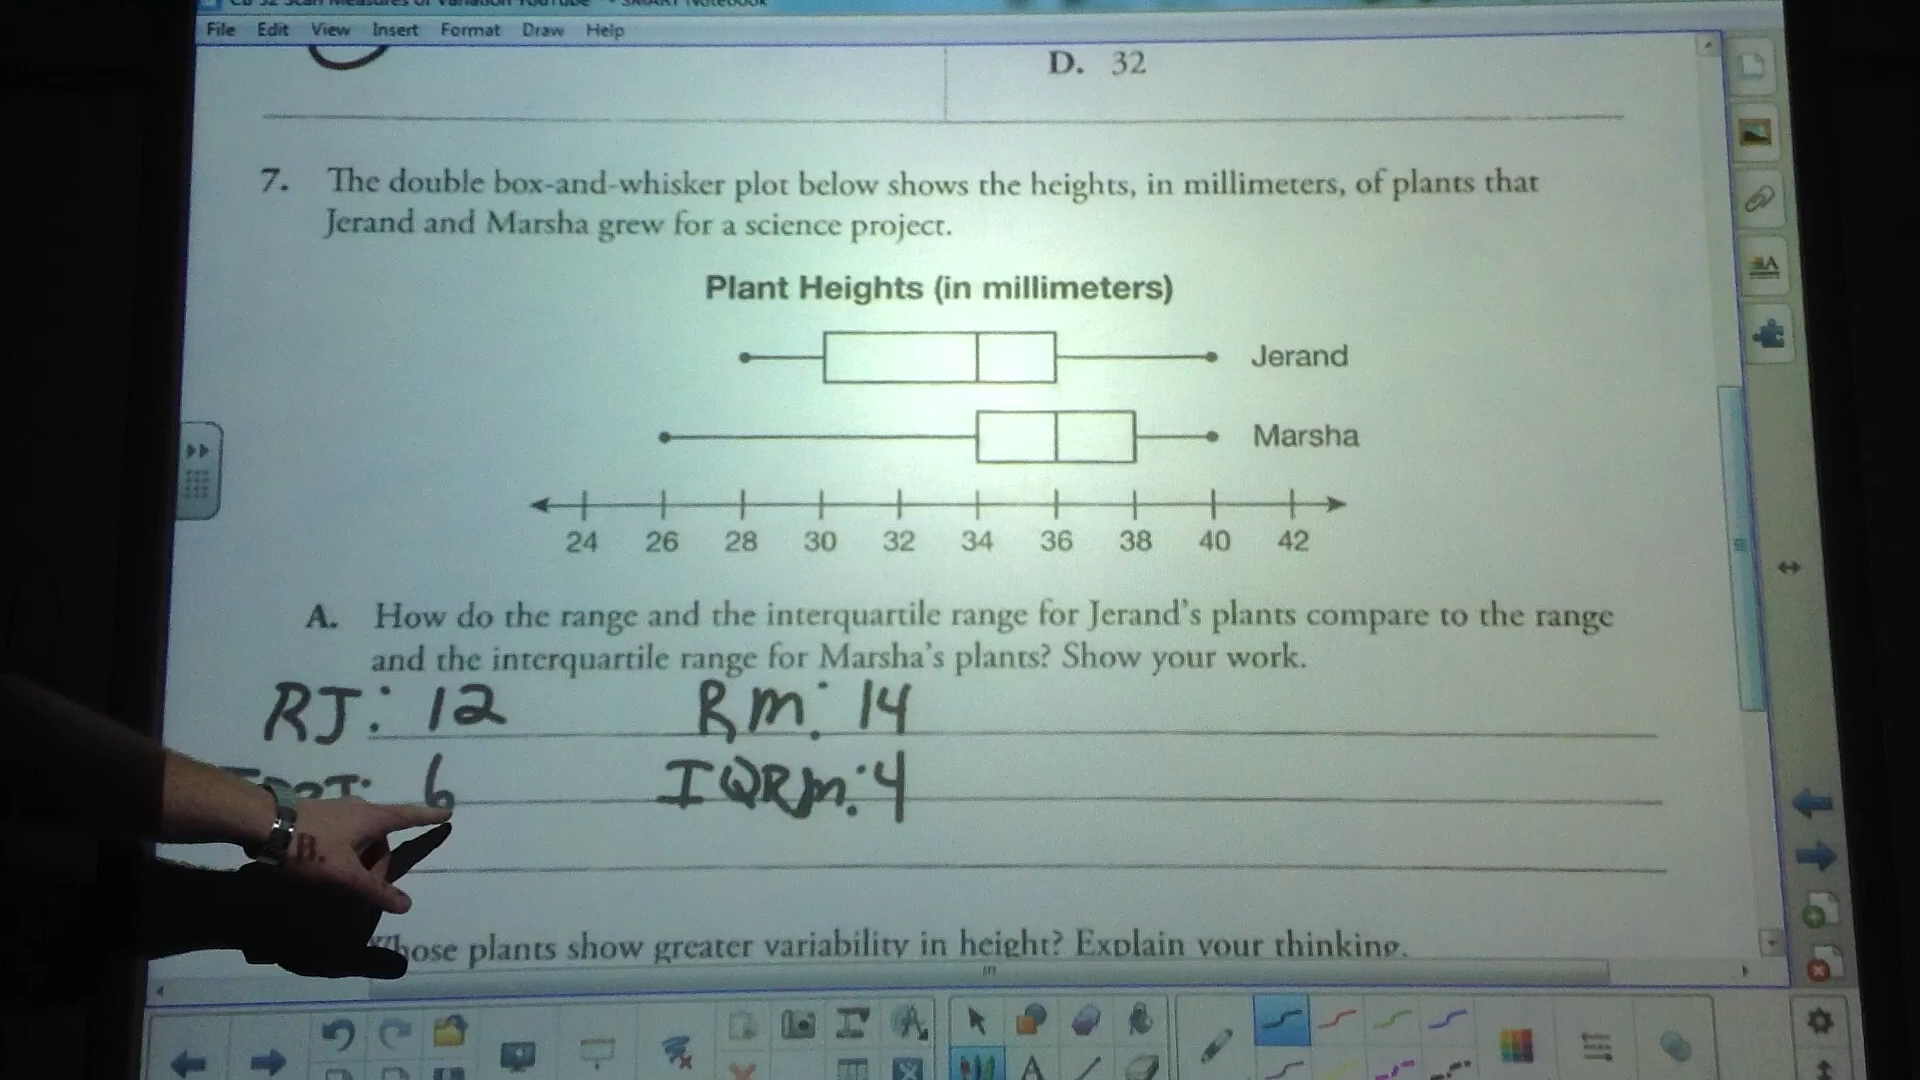 File Edit View Insert Format Draw Help
D. 32
7. The double box-and-whisker plot below shows the heights, in millimeters, of plants that
Jerand and Marsha grew for a science project.
Plant Heights (in millimeters)
Jerand
Marsha
24 26 28 30 32 34 36 38 40 42
A. How do the range and the interquartile range for Jerand's plants compare to the range
and the interquartile range for Marsha's plants? Show your work.
RJ: 12 Rm: 14
6 IQRm: 4
B.
plants show greater variability in height? Explain your thinking.